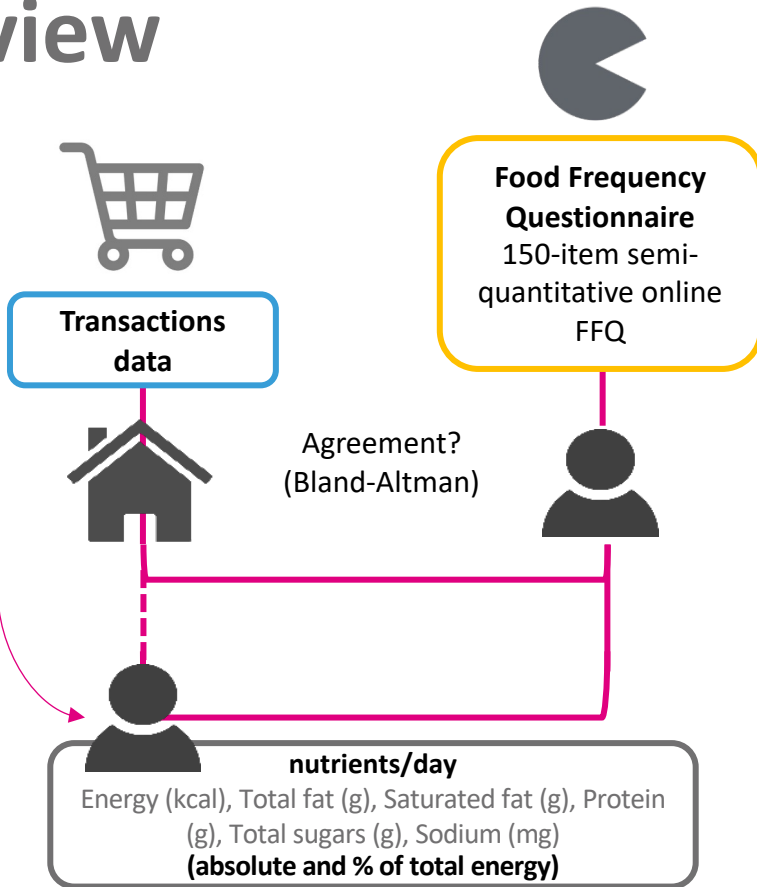 view
Food Frequency
Questionnaire
150-item semi-
quantitative online
FFQ
Transactions
data
Agreement?
(Bland-Altman)
nutrients/day
Energy (kcal), Total fat (g), Saturated fat (g), Protein
(g), Total sugars (g), Sodium (mg)
(absolute and % of total energy)